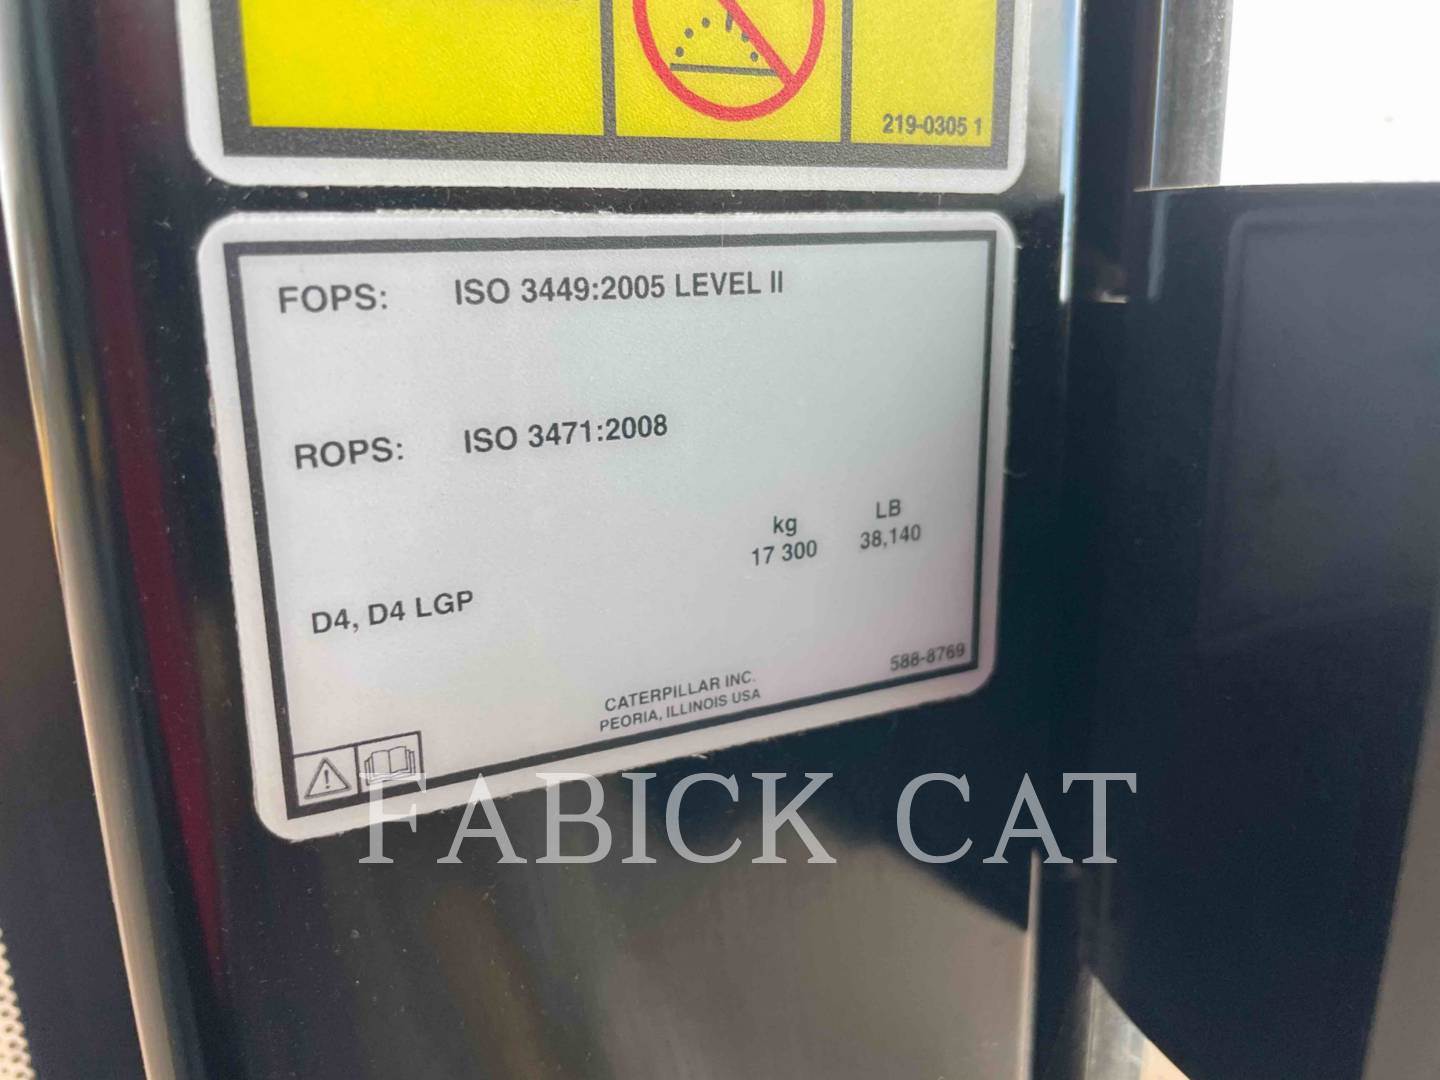 219-0305 1
FOPS: ISO 3449:2005 LEVEL II
ROPS: ISO 3471:2008
kg LB
17 300 38,140
D4, D4 LGP
588-8769
CATERPILLAR INC.
PEORIA, ILLINOIS USA
FABICK CAT